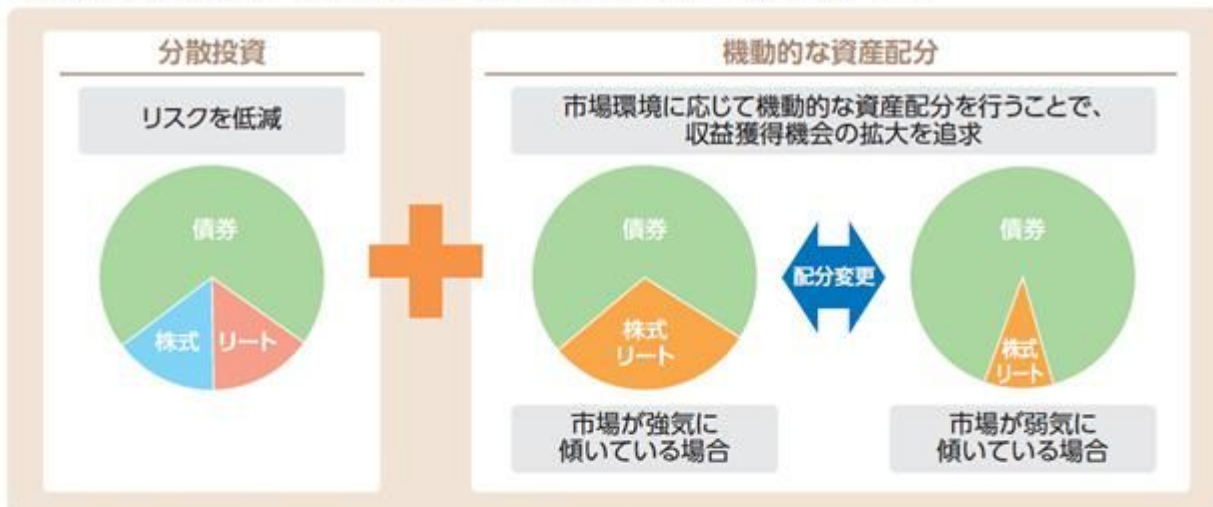 分散投資
リスクを低減
債券
株式
リート
機動的な資産配分
市場環境に応じて機動的な資産配分を行うことで、
収益獲得機会の拡大を追求
債券
株式
リート
市場が強気に
傾いている場合
配分変更
債券
株式
リート
市場が弱気に
傾いている場合